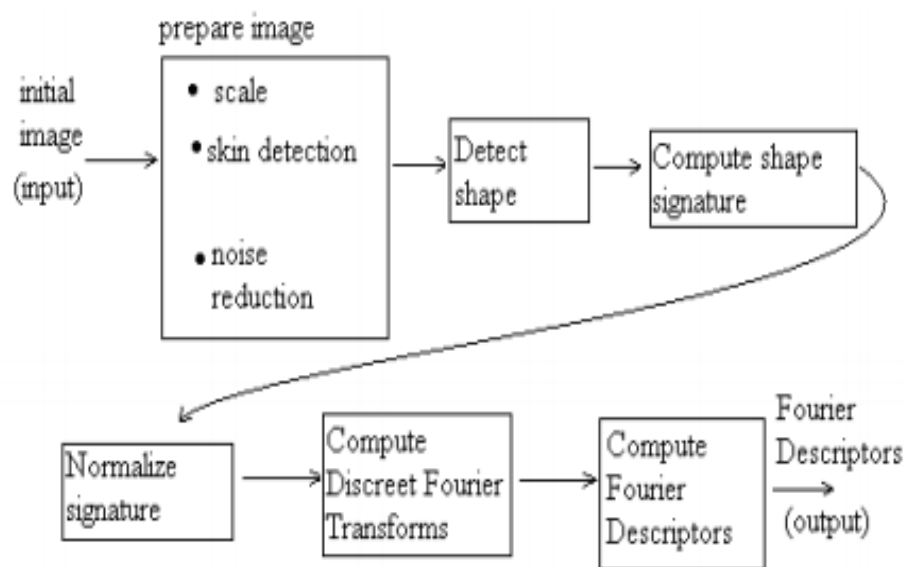 prepare image
initial
image
(input)
• scale
• skin detection
• noise
reduction
Detect
shape
Compute shape
signature
Normalize
signature
Compute
Discreet Fourier
Transforms
Compute
Fourier
Descriptors
Fourier
Descriptors
(output)